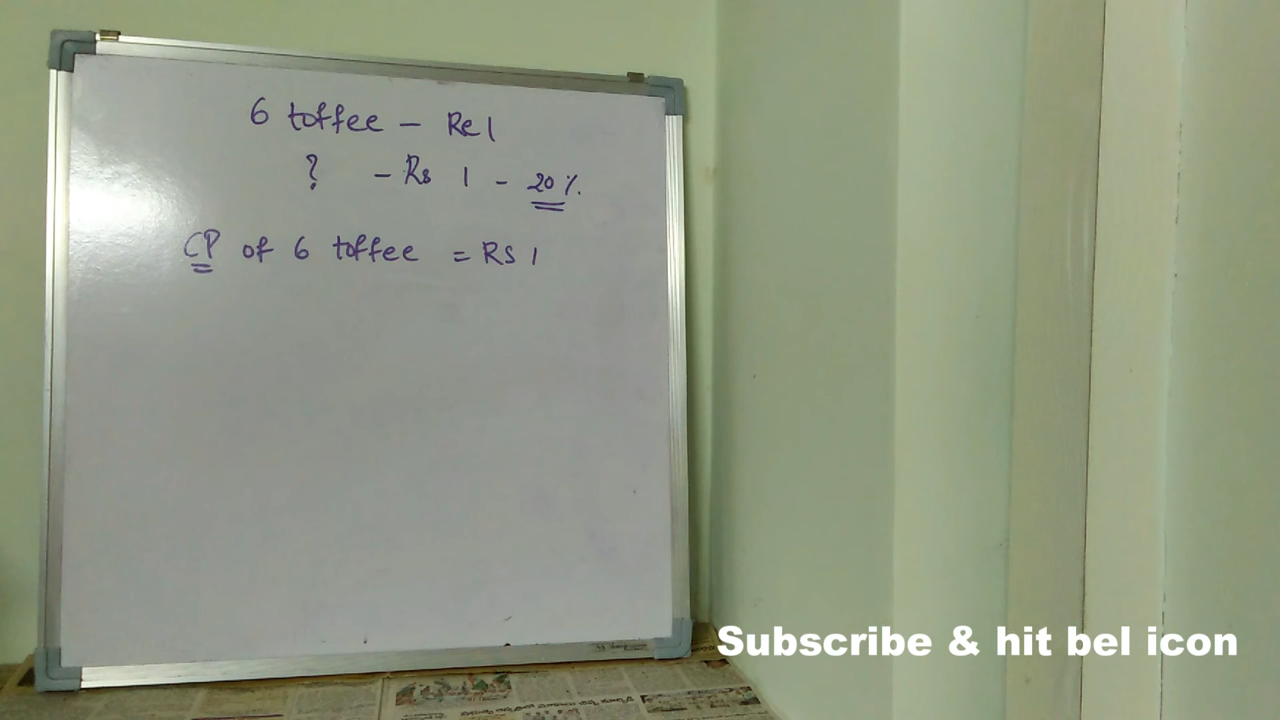 6 toffee - Re 1
? - Rs 1 - 20%.
CP of 6 toffee = RS 1
Subscribe & hit bel icon